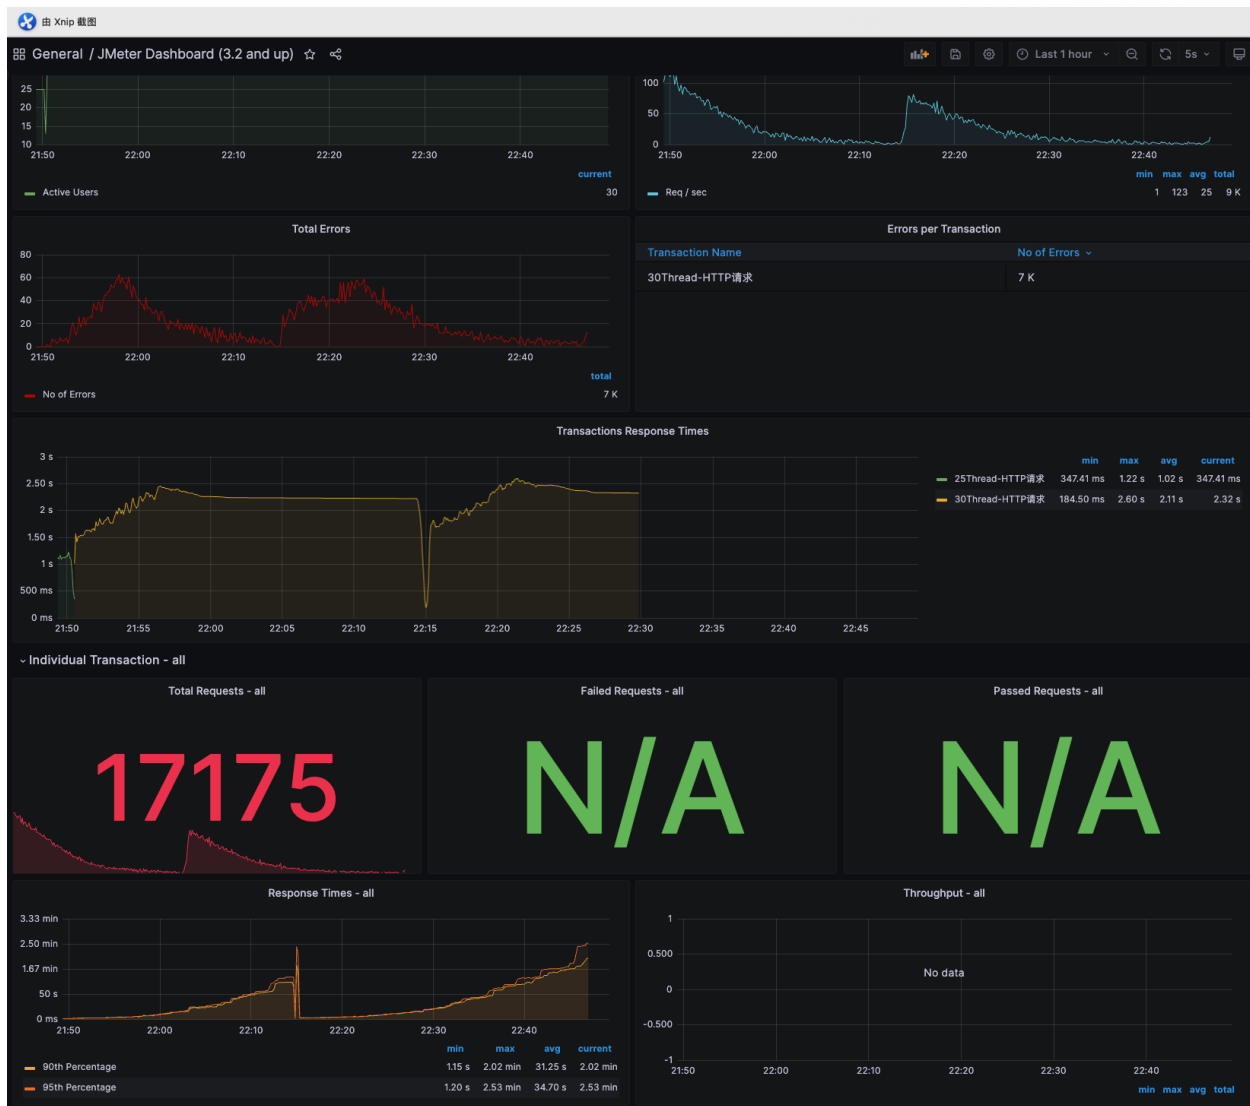 由 Xnip 截图
General / JMeter Dashboard (3.2 and up)
Last 1 hour
5s
25
20
15
10
21:50 22:00 22:10 22:20 22:30 22:40
current
Active Users 30
100
50
0
21:50 22:00 22:10 22:20 22:30 22:40
min max avg total
Req / sec 1 123 25 9 K
Total Errors
80
60
40
20
0
21:50 22:00 22:10 22:20 22:30 22:40
total
No of Errors 7 K
Errors per Transaction
Transaction Name No of Errors
30Thread-HTTP请求 7 K
Transactions Response Times
3 s
2.50 s
2 s
1.50 s
1 s
500 ms
0 ms
21:50 21:55 22:00 22:05 22:10 22:15 22:20 22:25 22:30 22:35 22:40 22:45
min max avg current
25Thread-HTTP请求 347.41 ms 1.22 s 1.02 s 347.41 ms
30Thread-HTTP请求 184.50 ms 2.60 s 2.11 s 2.32 s
Individual Transaction - all
Total Requests - all
17175
Failed Requests - all
N/A
Passed Requests - all
N/A
Response Times - all
3.33 min
2.50 min
1.67 min
50 s
0 ms
21:50 22:00 22:10 22:20 22:30 22:40
min max avg current
90th Percentage 1.15 s 2.02 min 31.25 s 2.02 min
95th Percentage 1.20 s 2.53 min 34.70 s 2.53 min
Throughput - all
1
0.500
0
-0.500
-1
No data
21:50 22:00 22:10 22:20 22:30 22:40
min max avg total